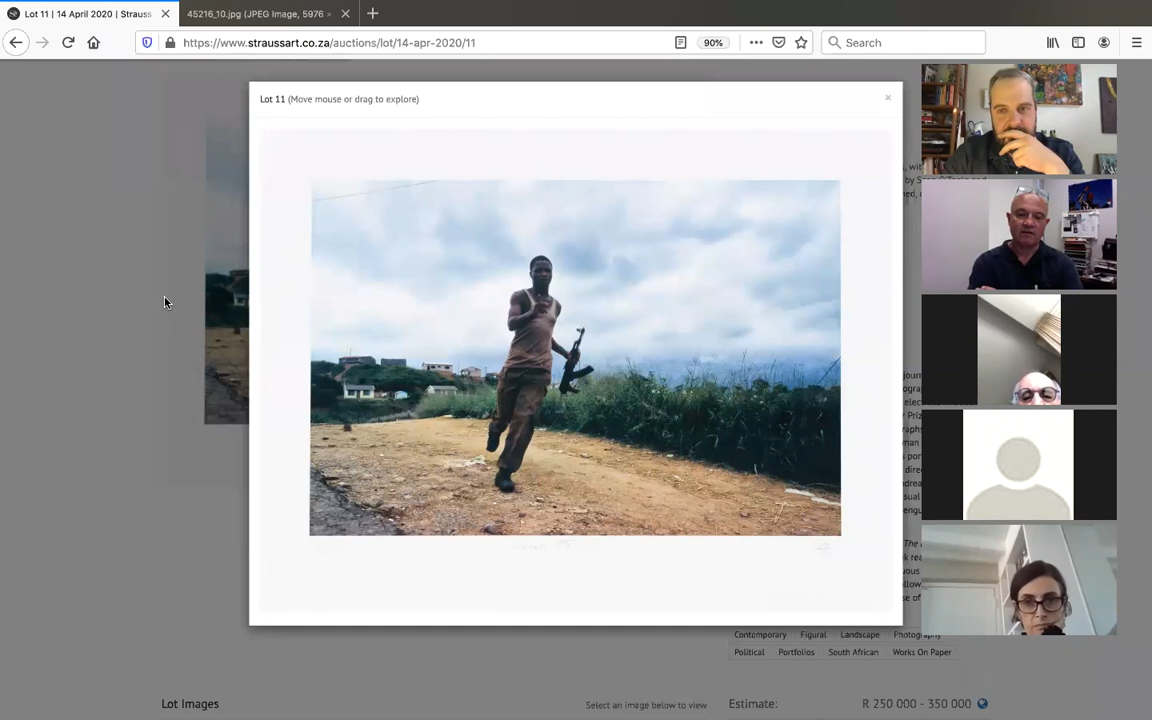 Lot 11 | 14 April 2020 | Strauss
45216_10.jpg (JPEG Image, 5976 ×
https://www.straussart.co.za/auctions/lot/14-apr-2020/11
90%
Search
Lot 11 (Move mouse or drag to explore)
Contemporary Figural Landscape Photography
Political Portfolios South African Works On Paper
Lot Images
Select an image below to view
Estimate: R 250 000 - 350 000